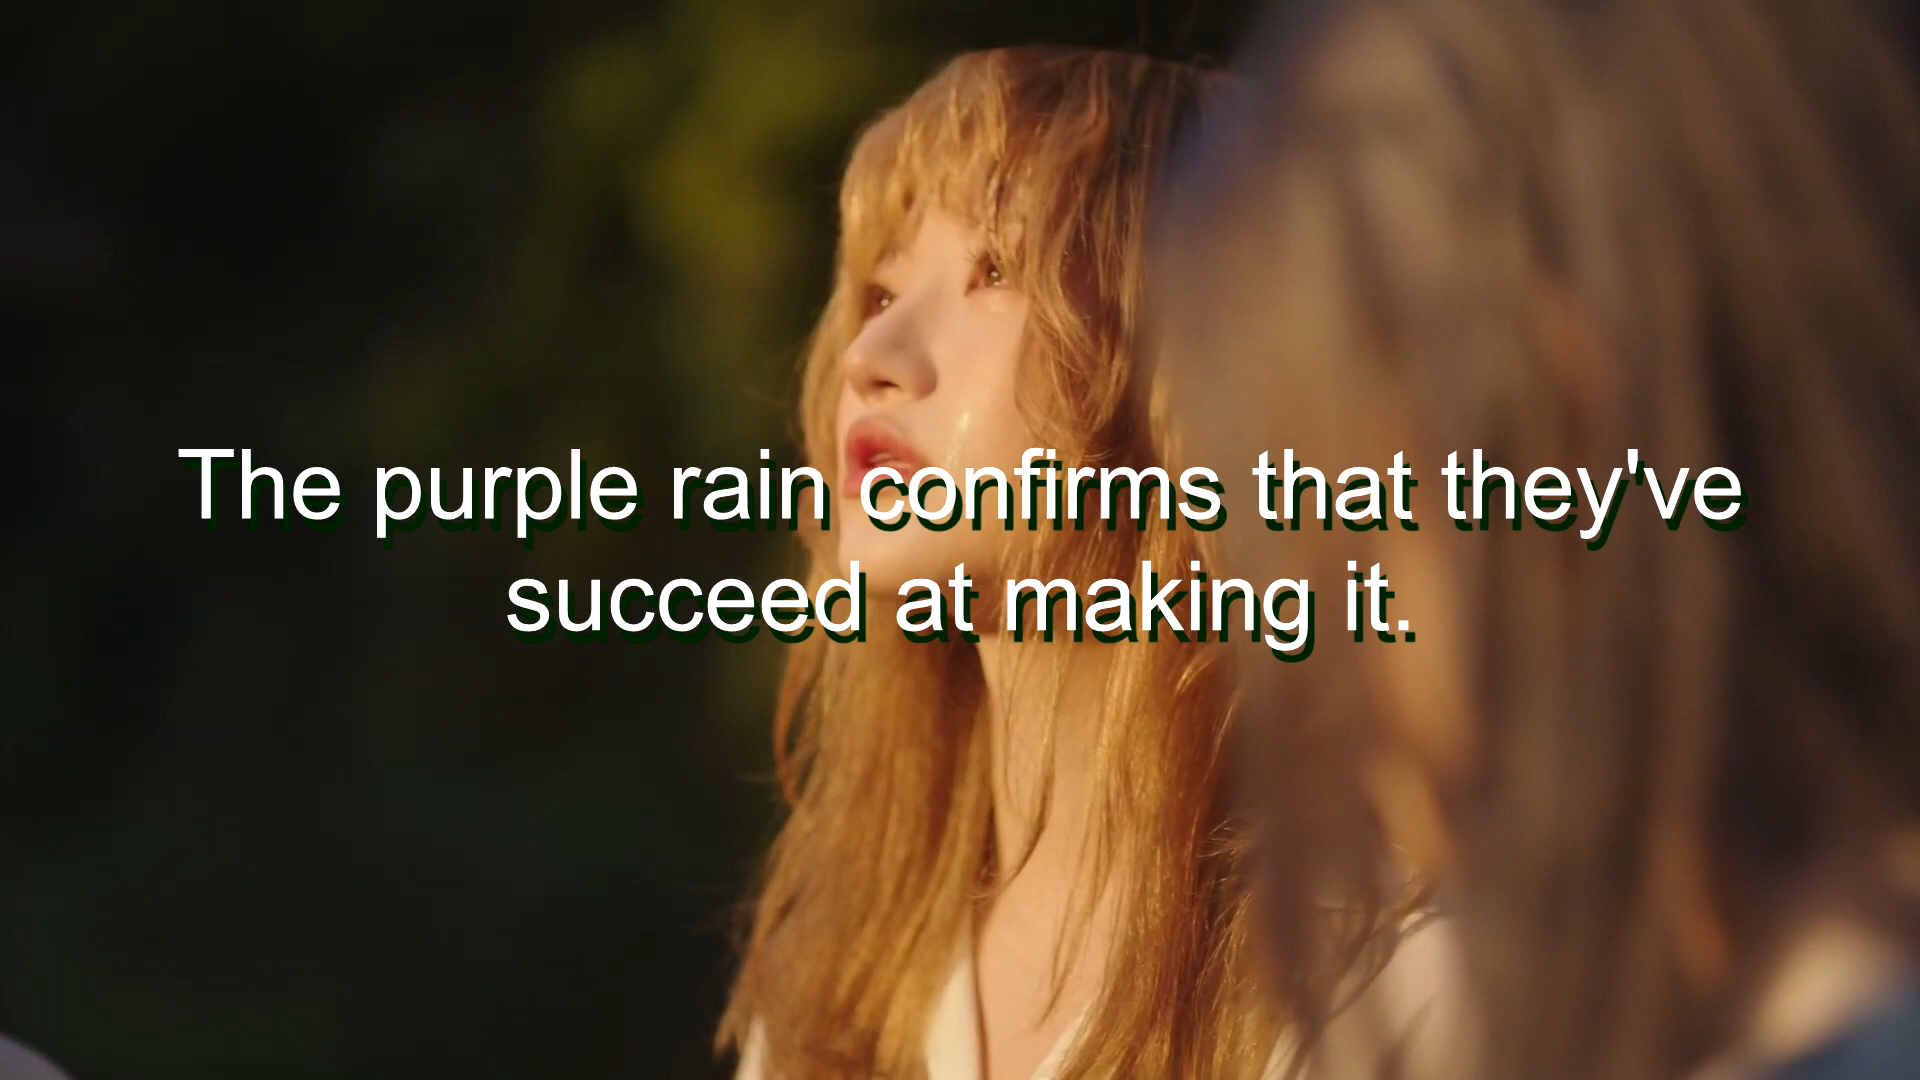 The purple rain confirms that they've
succeed at making it.